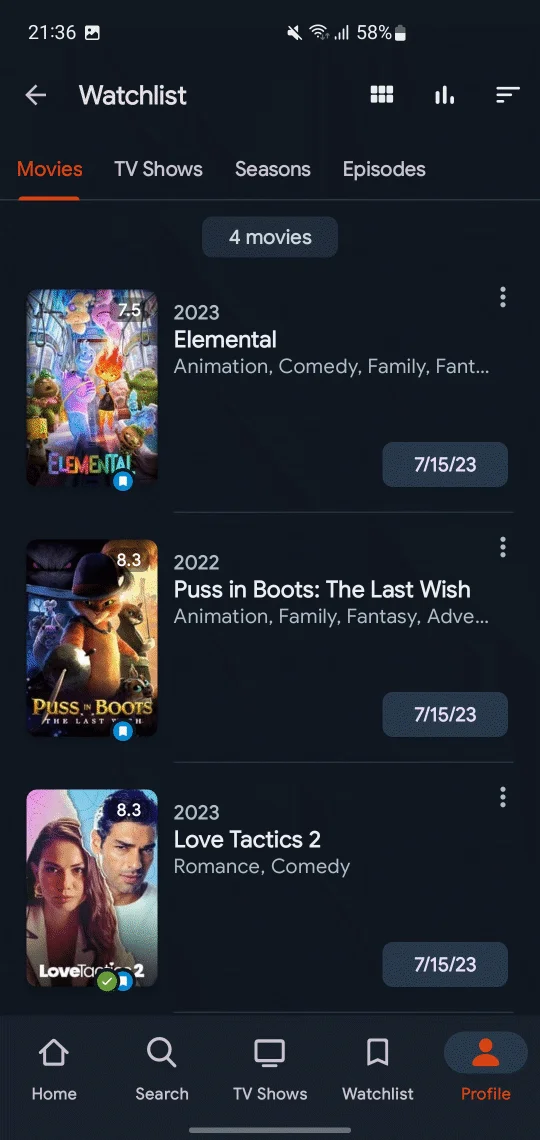 21:36 58%
Watchlist
Movies TV Shows Seasons Episodes
4 movies
7.5
2023
Elemental
Animation, Comedy, Family, Fant...
ELEMENTAL
7/15/23
8.3
2022
Puss in Boots: The Last Wish
Animation, Family, Fantasy, Adve...
PUSS IN BOOTS
THE LAST WISH
7/15/23
8.3
2023
Love Tactics 2
Romance, Comedy
LoveTactics 2
7/15/23
Home Search TV Shows Watchlist Profile